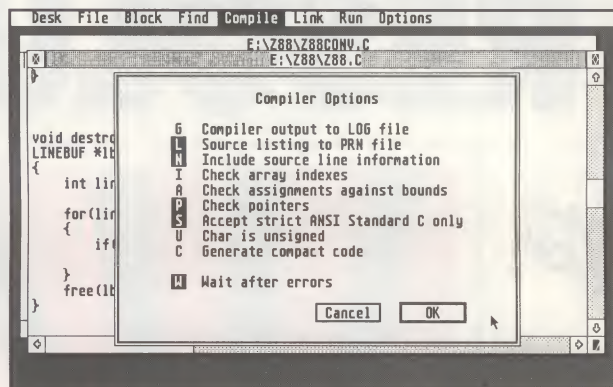 Desk File Block Find Compile Link Run Options
E:\Z88\Z88CONV.C
E:\Z88\Z88.C
}
void destro
LINEBUF *lb
{
int lin
for(lin
{
if(
}
free(lb
}
Compiler Options
G Compiler output to LOG file
L Source listing to PRN file
N Include source line information
I Check array indexes
A Check assignments against bounds
P Check pointers
S Accept strict ANSI Standard C only
U Char is unsigned
C Generate compact code
W Wait after errors
Cancel OK